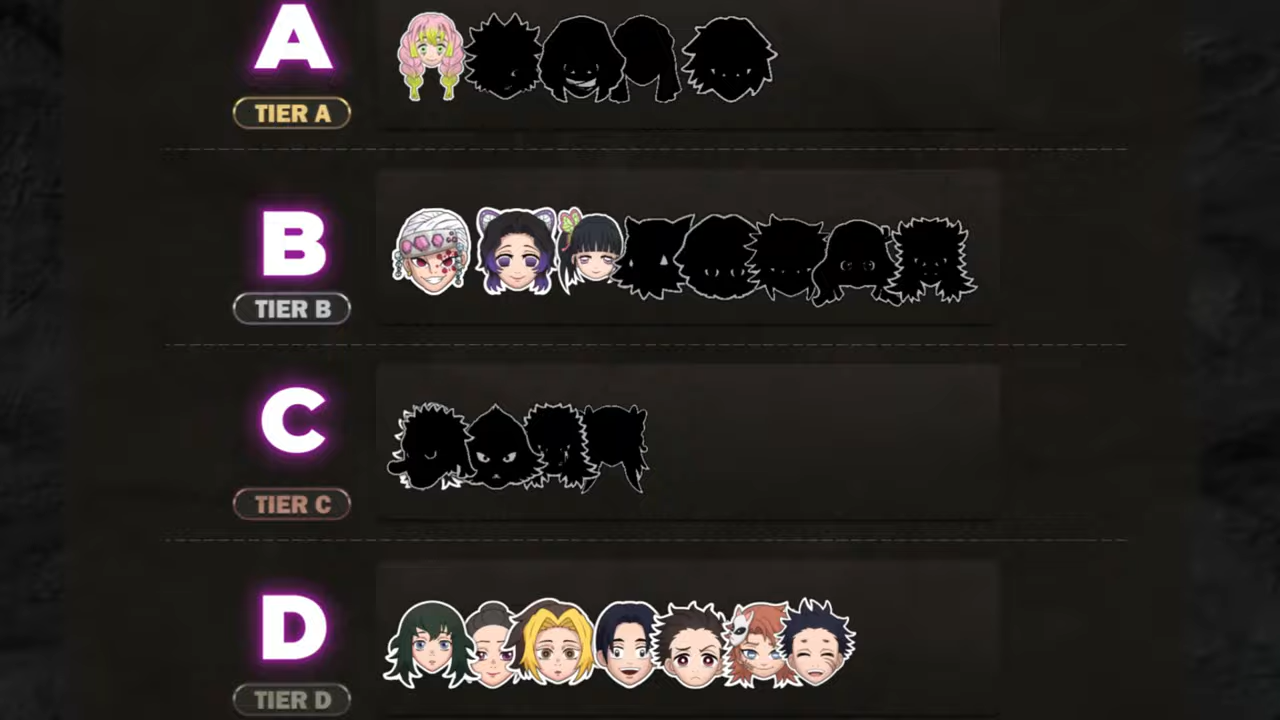 A
TIER A
B
TIER B
C
TIER C
D
TIER D